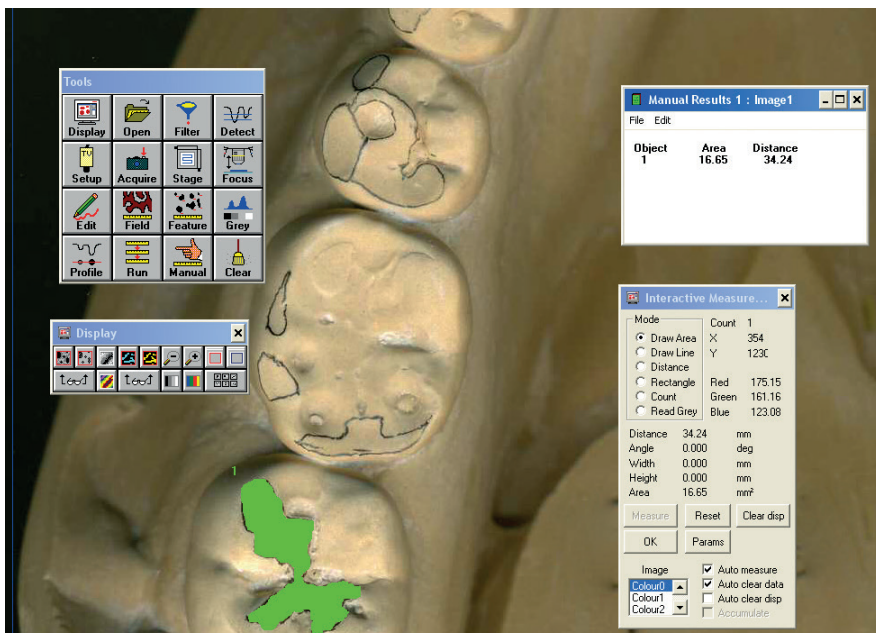 Tools
Display Open Filter Detect
Setup Acquire Stage Focus
Edit Field Feature Grey
Profile Run Manual Clear
TV
Display
1
Manual Results 1 : Image1
File Edit
Object Area Distance
1 16.65 34.24
Interactive Measure...
Mode
Draw Area
Draw Line
Distance
Rectangle
Count
Read Grey
Count 1
X 354
Y 1230
Red 175.15
Green 161.16
Blue 123.08
Distance 34.24 mm
Angle 0.000 deg
Width 0.000 mm
Height 0.000 mm
Area 16.65 mm²
Measure Reset Clear disp
OK Params
Image
Colour0
Colour1
Colour2
Auto measure
Auto clear data
Auto clear disp
Accumulate